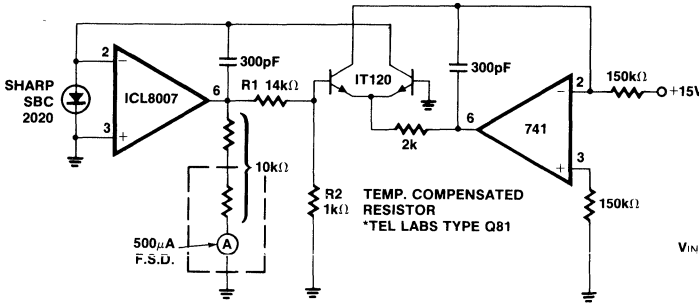 2
300pF
IT120
300pF
150kΩ
+15V
SHARP
SBC
2020
ICL8007
6
R1 14kΩ
2
3
2k
6
741
3
10kΩ
R2
1kΩ
TEMP. COMPENSATED
RESISTOR
*TEL LABS TYPE Q81
150kΩ
500µA
F.S.D.
A
VIN